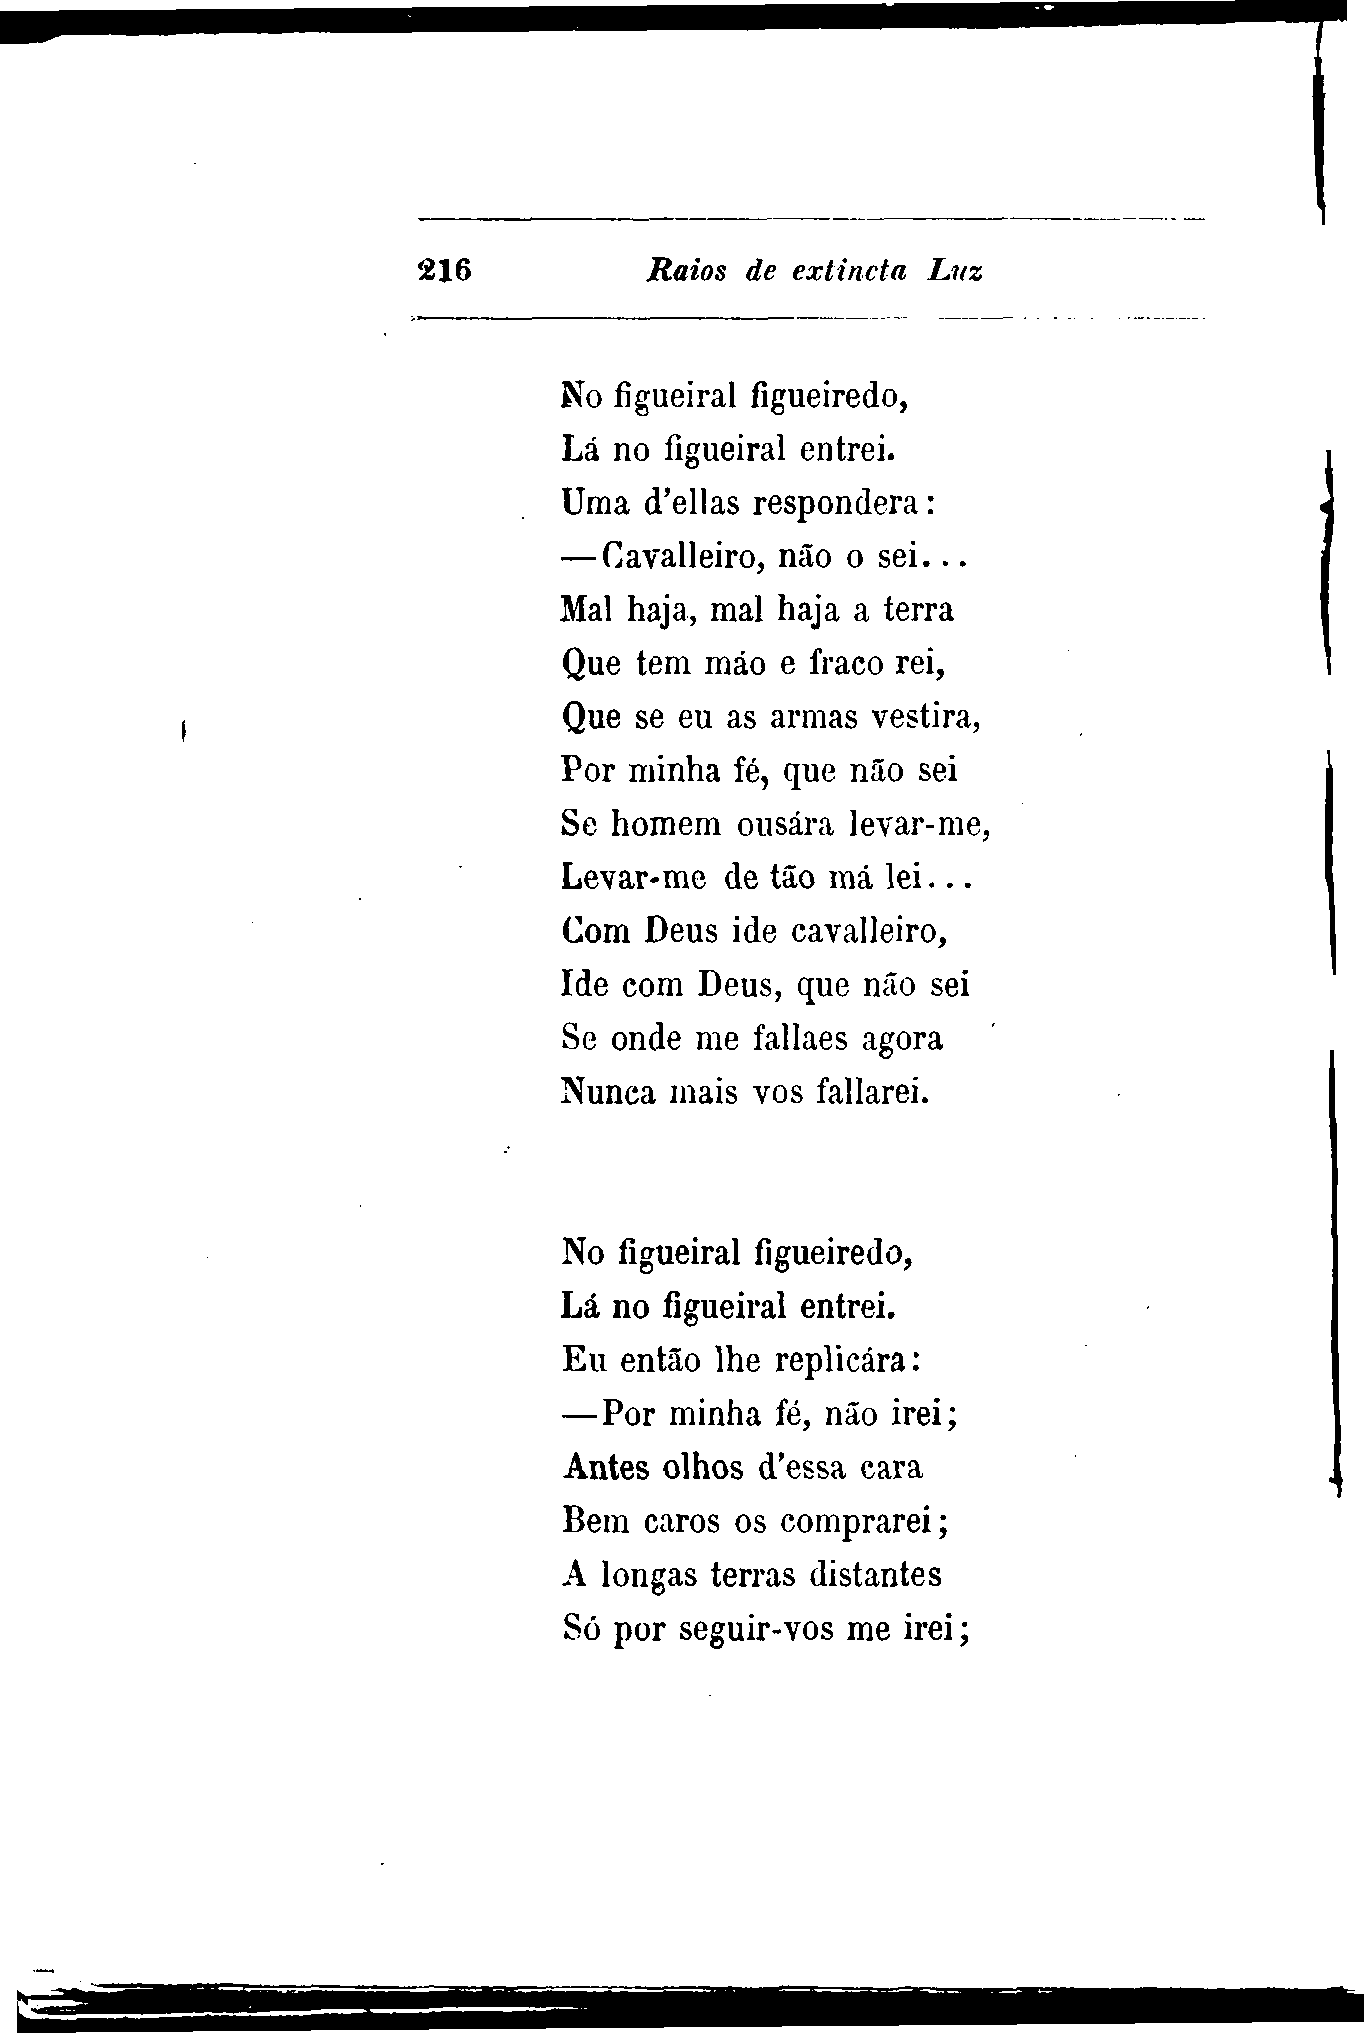 216 Raios de extincta Luz
No figueiral figueiredo,
Lá no figueiral entrei.
Uma d'ellas respondera:
—Cavalleiro, não o sei...
Mal haja, mal haja a terra
Que tem máo e fraco rei,
Que se eu as armas vestira,
Por minha fé, que não sei
Se homem ousára levar-me,
Levar-me de tão má lei...
Com Deus ide cavalleiro,
Ide com Deus, que não sei
Se onde me fallaes agora
Nunca mais vos fallarei.
No figueiral figueiredo,
Lá no figueiral entrei.
Eu então lhe replicára:
—Por minha fé, não irei;
Antes olhos d'essa cara
Bem caros os comprarei;
A longas terras distantes
Só por seguir-vos me irei;